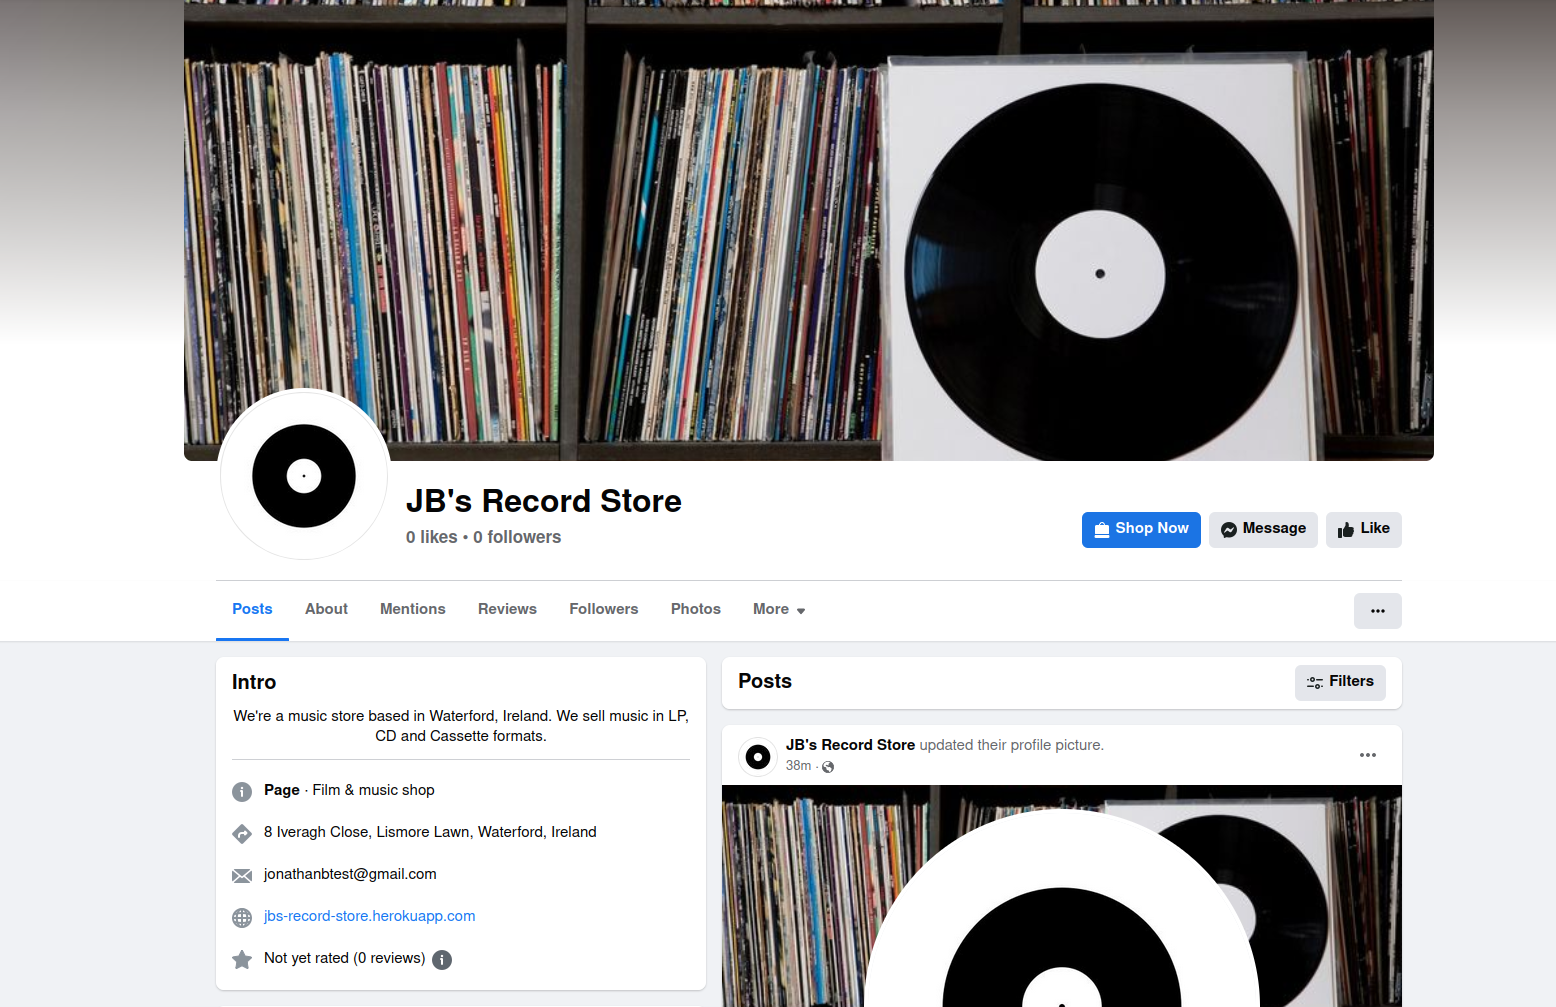 JB's Record Store
0 likes • 0 followers
Shop Now
Message
Like
Posts
About
Mentions
Reviews
Followers
Photos
More
Intro
We're a music store based in Waterford, Ireland. We sell music in LP,
CD and Cassette formats.
Page · Film & music shop
8 Iveragh Close, Lismore Lawn, Waterford, Ireland
jonathanbtest@gmail.com
jbs-record-store.herokuapp.com
Not yet rated (0 reviews)
Posts
Filters
JB's Record Store updated their profile picture.
38m ·